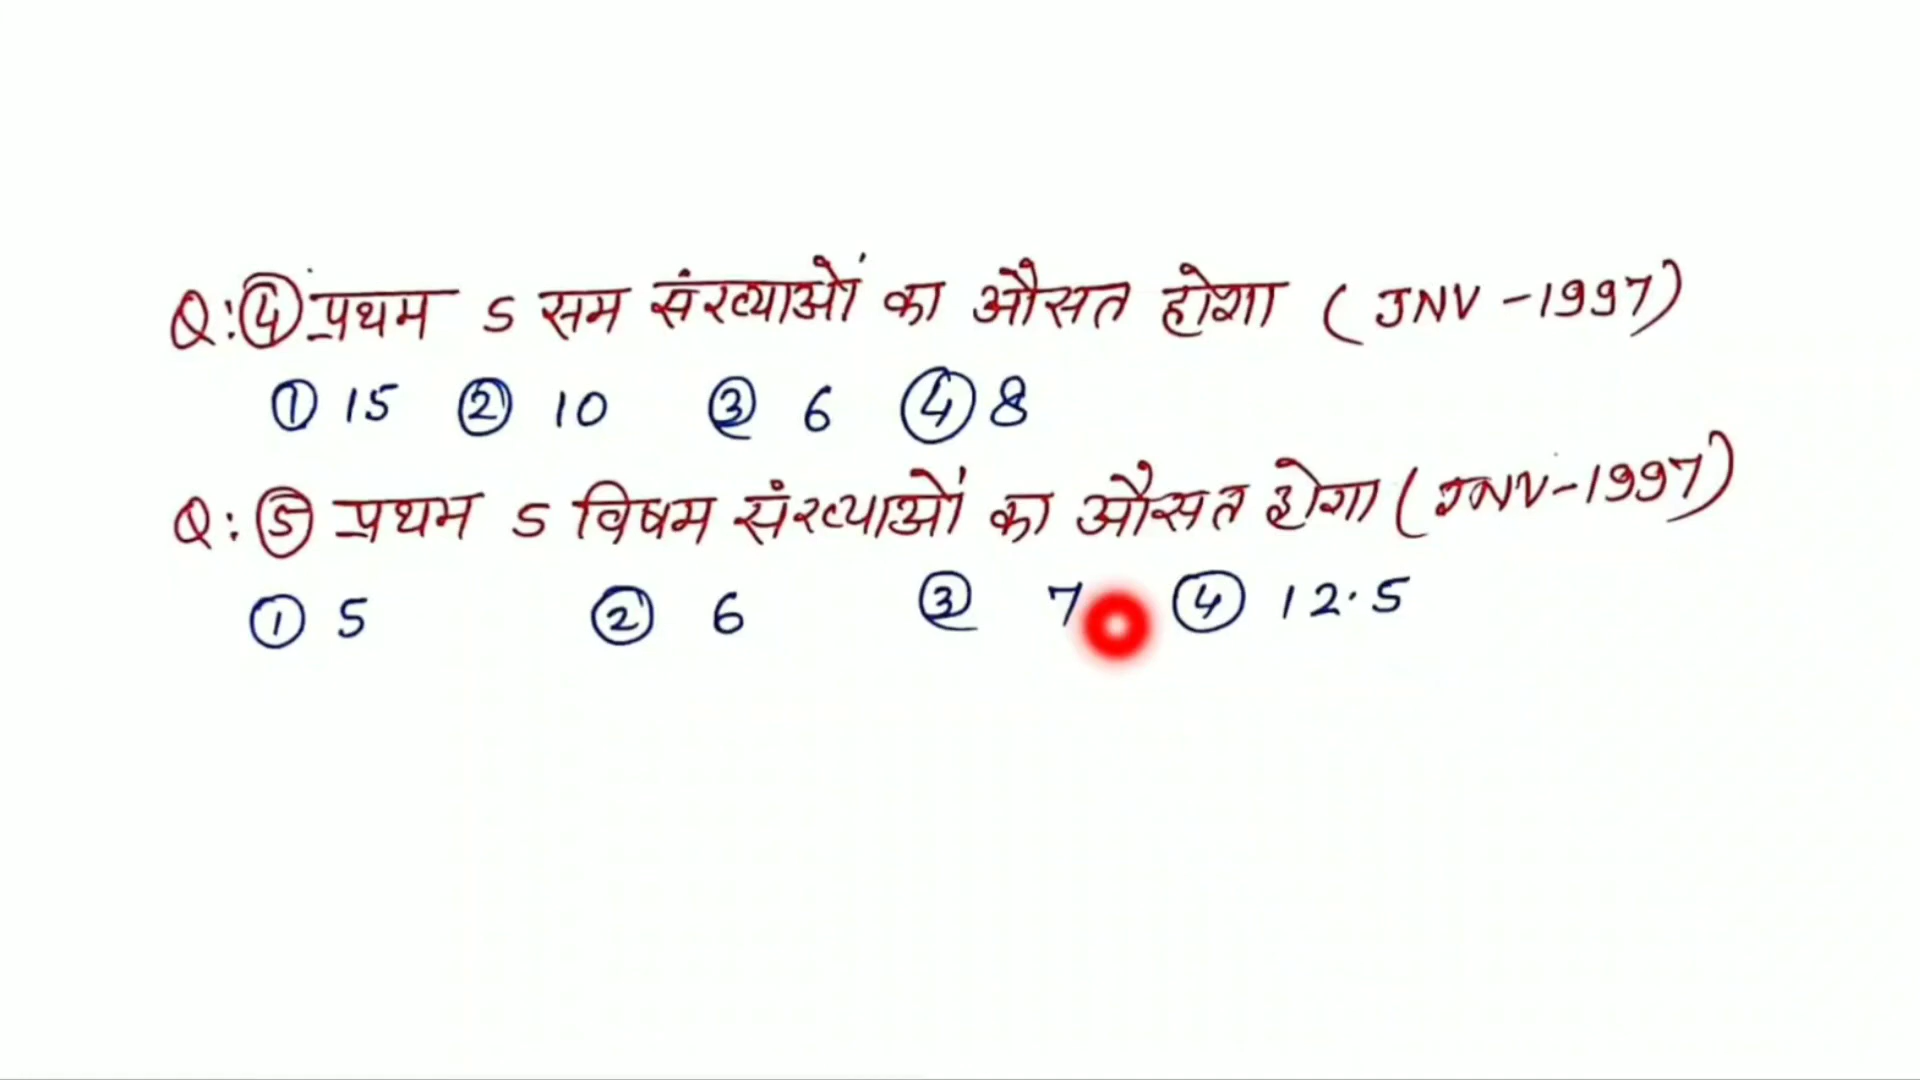 Q:④ प्रथम 5 सम संख्याओं का औसत होगा (JNV-1997)
① 15 ② 10 ③ 6 ④ 8
Q:⑤ प्रथम 5 विषम संख्याओं का औसत होगा (JNV-1997)
① 5 ② 6 ③ 7 ④ 12.5